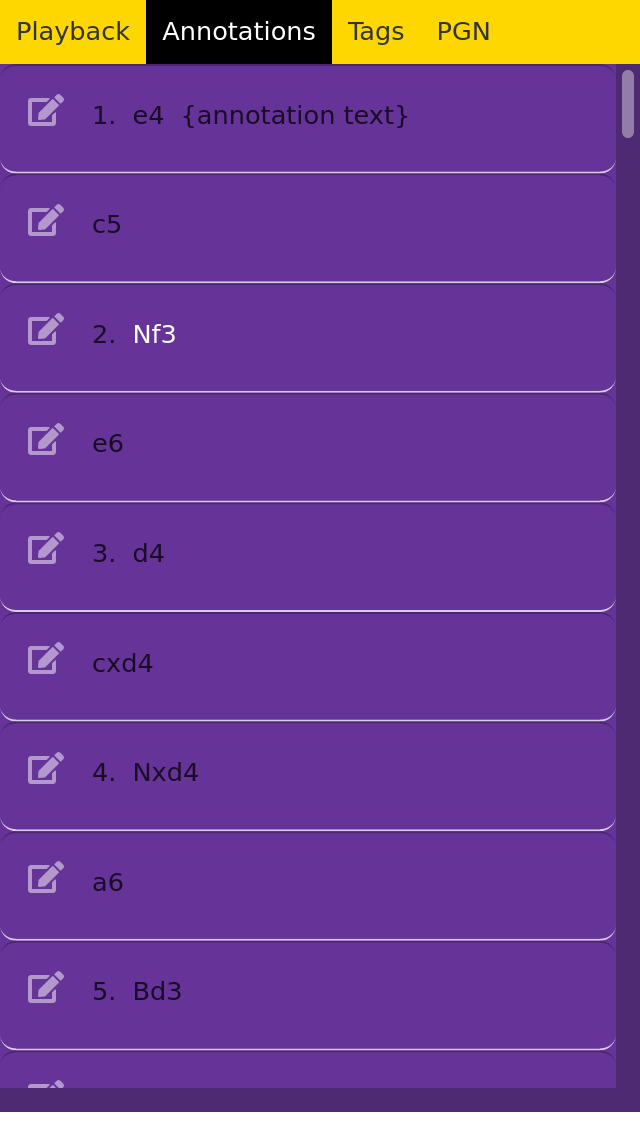 Playback Annotations Tags PGN
1. e4 {annotation text}
c5
2. Nf3
e6
3. d4
cxd4
4. Nxd4
a6
5. Bd3